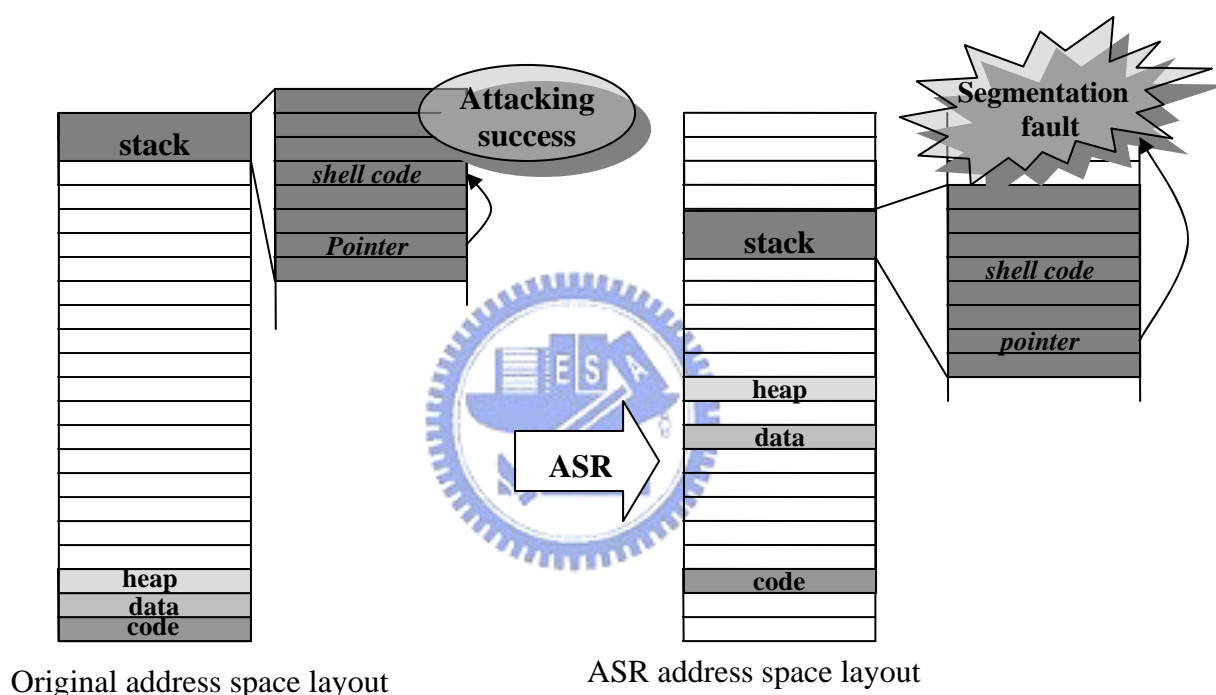 Attacking
success
stack
shell code
Pointer
heap
data
code
Original address space layout
E S A
ASR
Segmentation
fault
stack
shell code
pointer
heap
data
code
ASR address space layout